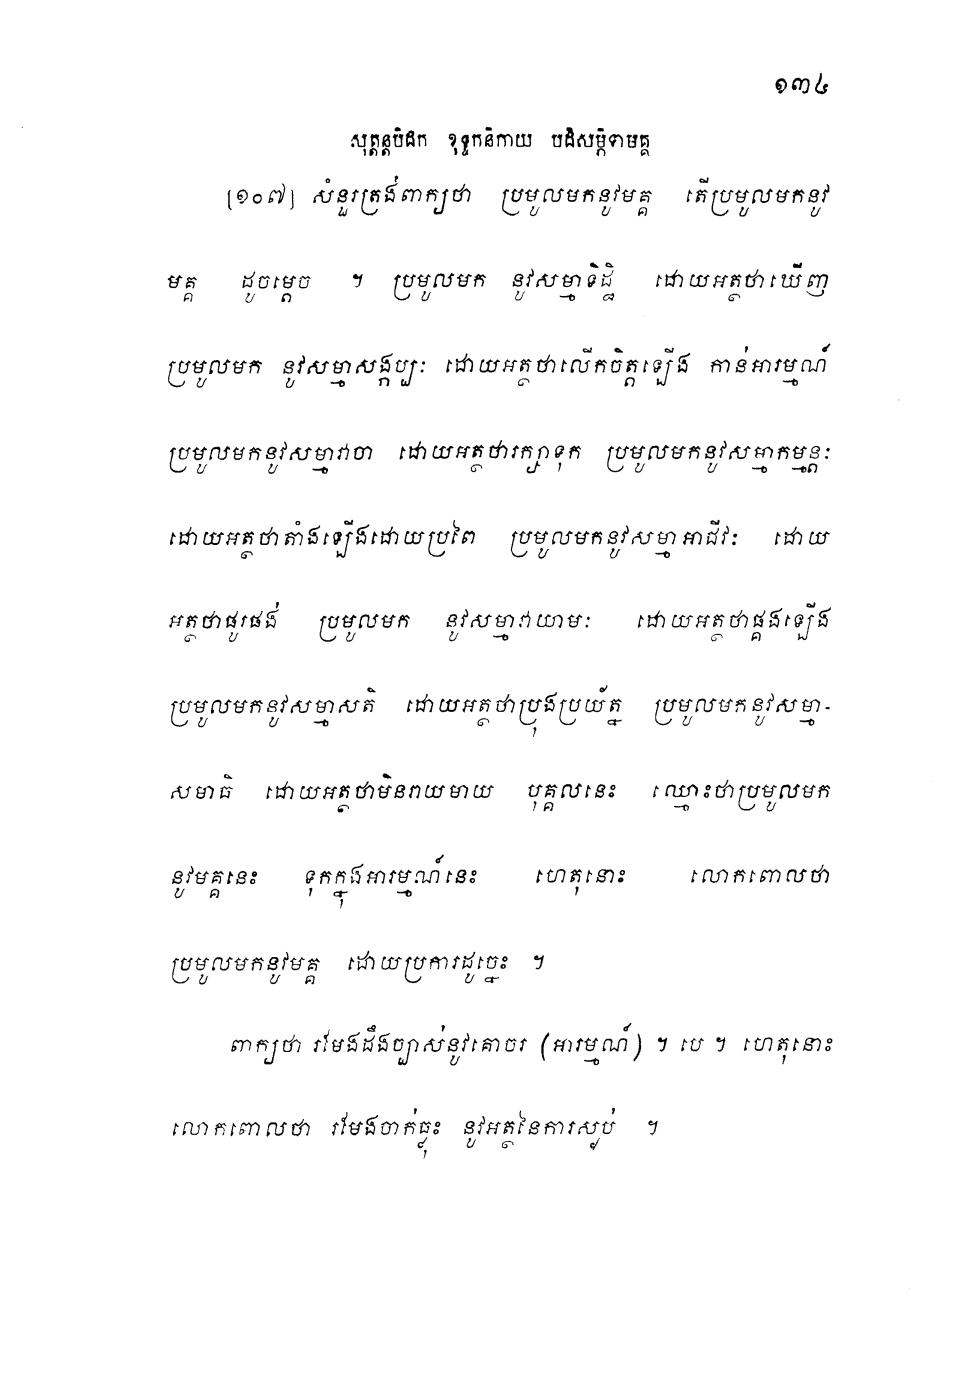 ១៣៤
សុត្តន្តបិដក ខុទ្ទកនិកាយ បដិសម្ភិទាមគ្គ
[១០៧] សំនួរត្រង់ពាក្យថា ប្រមូលមកនូវមគ្គ តើប្រមូលមកនូវ
មគ្គ ដូចម្តេច ។ ប្រមូលមក នូវសម្មាទិដ្ឋិ ដោយអត្ថថាឃើញ
ប្រមូលមក នូវសម្មាសង្កប្បៈ ដោយអត្ថថាលើកចិត្តឡើង កាន់អារម្មណ៍
ប្រមូលមកនូវសម្មាវាចា ដោយអត្ថថារក្សាទុក ប្រមូលមកនូវសម្មាកម្មន្តៈ
ដោយអត្ថថាតាំងឡើងដោយប្រពៃ ប្រមូលមកនូវសម្មាអាជីវៈ ដោយ
អត្ថថាផូរផង់ ប្រមូលមក នូវសម្មាវាយាមៈ ដោយអត្ថថាផ្គងឡើង
ប្រមូលមកនូវសម្មាសតិ ដោយអត្ថថាប្រុងប្រយ័ត្ន ប្រមូលមកនូវសម្មា-
សមាធិ ដោយអត្ថថាមិនរាយមាយ បុគ្គលនេះ ឈ្មោះថាប្រមូលមក
នូវមគ្គនេះ ទុកក្នុងអារម្មណ៍នេះ ហេតុនោះ លោកពោលថា
ប្រមូលមកនូវមគ្គ ដោយប្រការដូច្នេះ ។
ពាក្យថា រមែងដឹងច្បាស់នូវគោចរ (អារម្មណ៍) ។ បេ ។ ហេតុនោះ
លោកពោលថា រមែងចាក់ធ្លុះ នូវអត្ថនៃការស្ងប់ ។